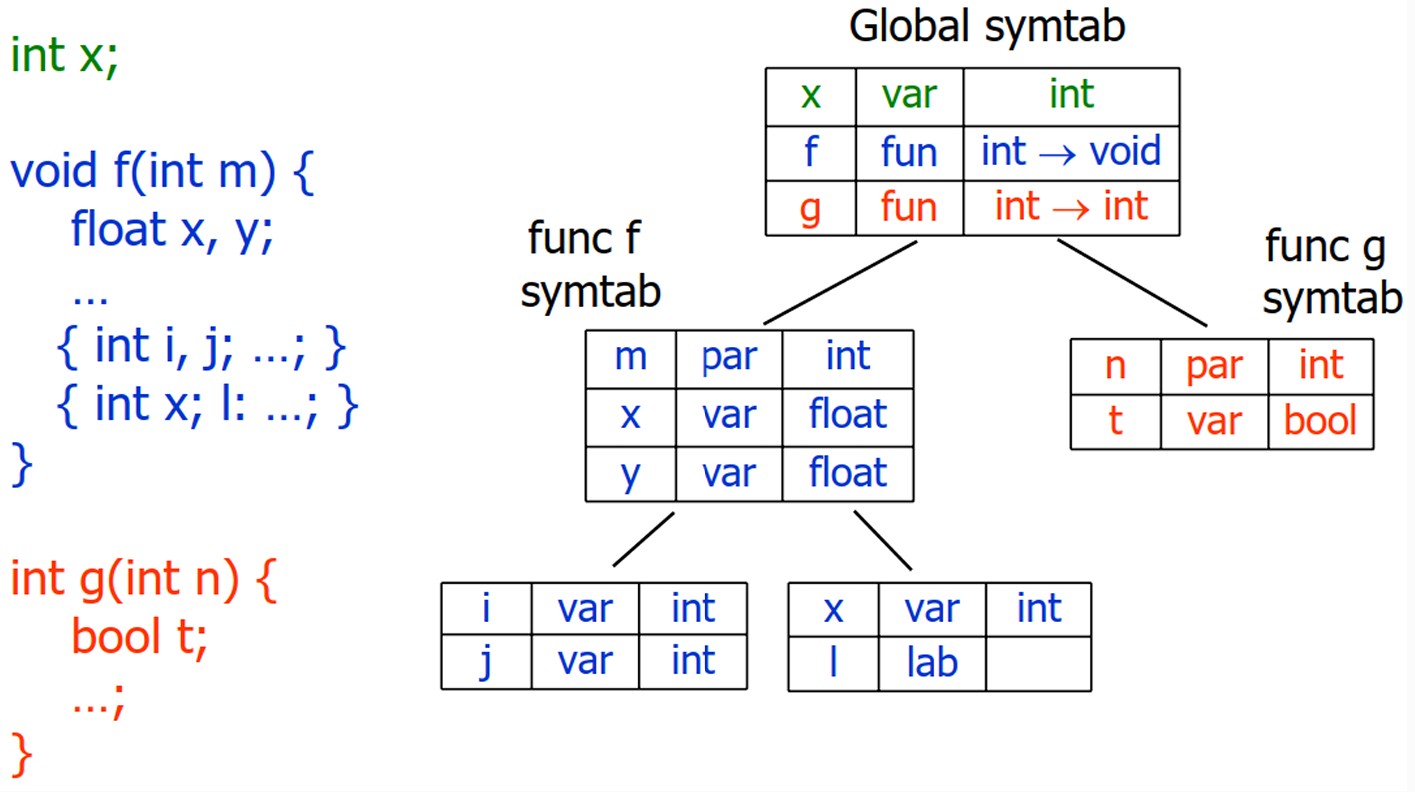 int x;
void f(int m) {
float x, y;
...
{ int i, j; ...; }
{ int x; l: ...; }
}
int g(int n) {
bool t;
...;
}
Global symtab
x var int
f fun int → void
g fun int → int
func f
symtab
m par int
x var float
y var float
func g
symtab
n par int
t var bool
i var int
j var int
x var int
l lab